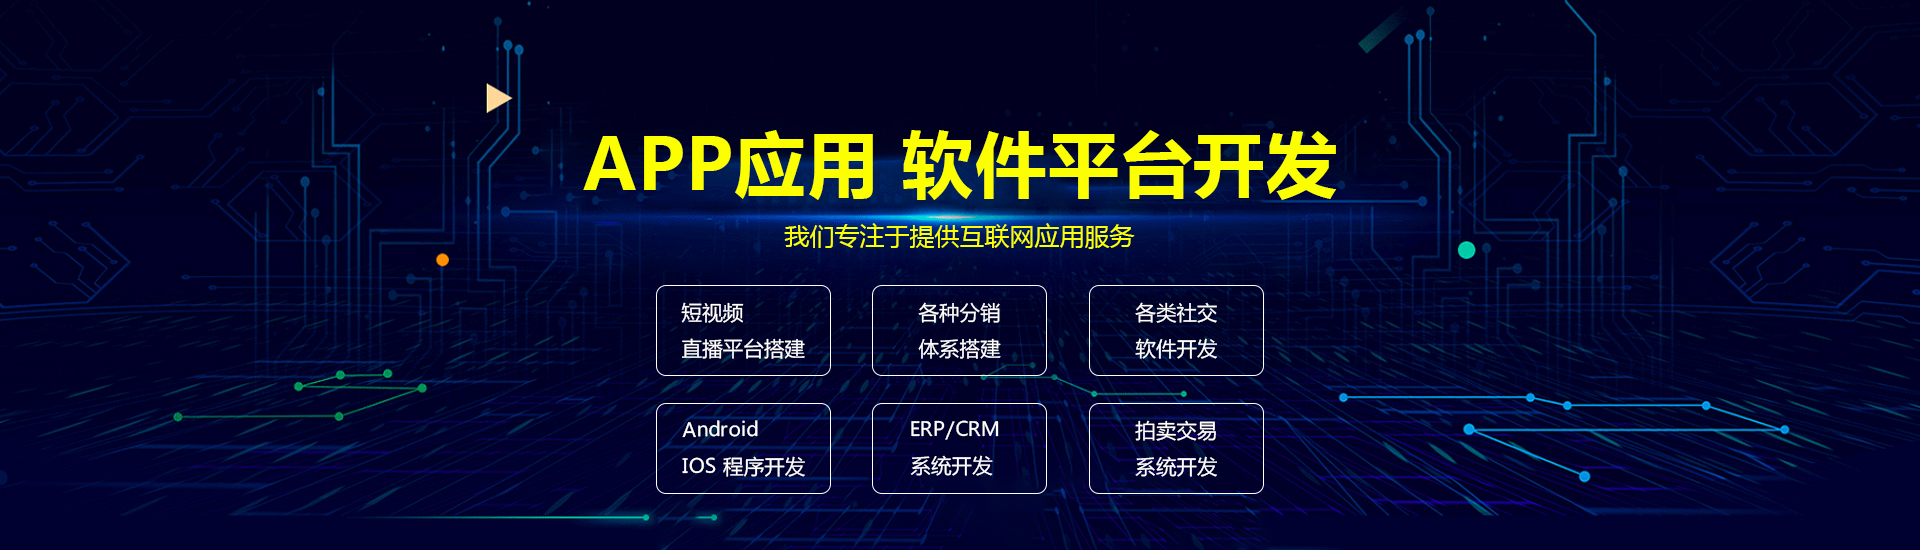 APP应用 软件平台开发
我们专注于提供互联网应用服务
短视频
直播平台搭建
各种分销
体系搭建
各类社交
软件开发
Android
IOS 程序开发
ERP/CRM
系统开发
拍卖交易
系统开发